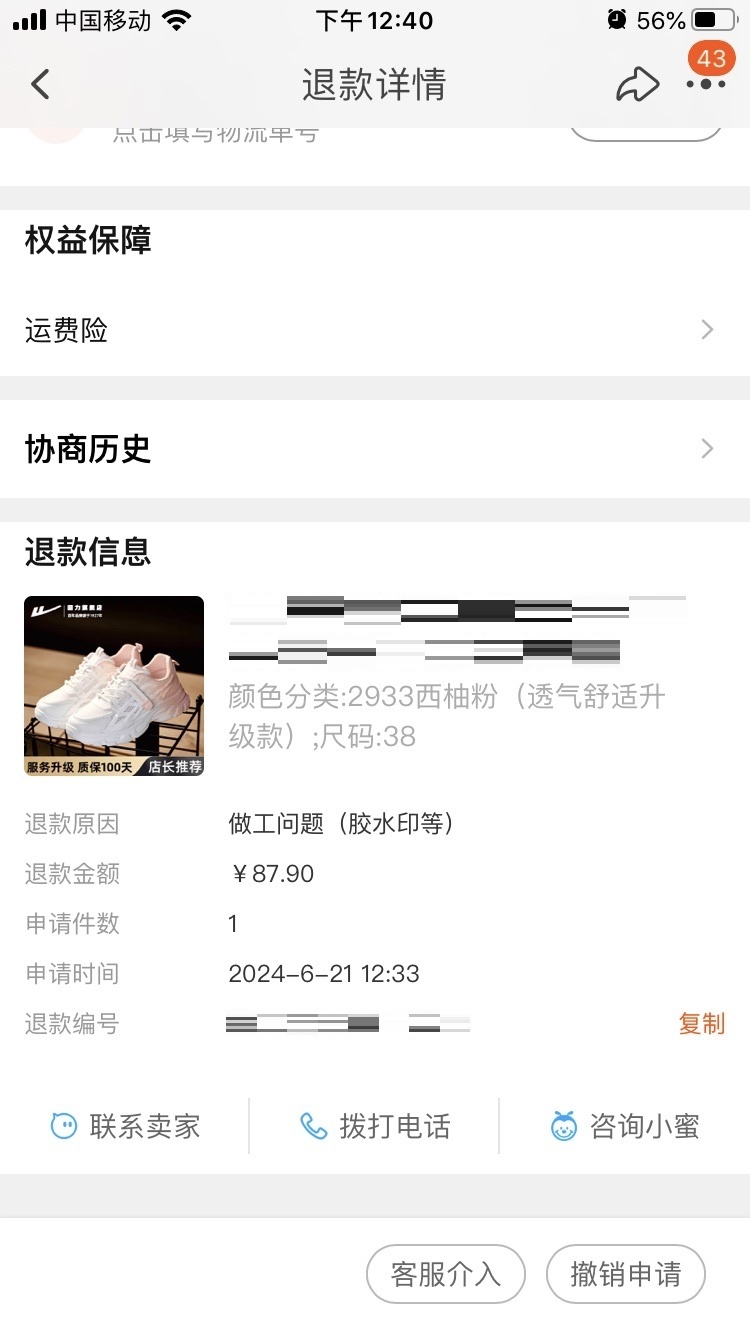 中国移动
下午12:40
56%
退款详情
43
点击填写物流单号
权益保障
运费险
协商历史
退款信息
回力旗舰店
颜色分类:2933西柚粉（透气舒适升
级款）;尺码:38
服务升级 质保100天
店长推荐
退款原因
做工问题（胶水印等）
退款金额
￥87.90
申请件数
1
申请时间
2024-6-21 12:33
退款编号
复制
联系卖家
拨打电话
咨询小蜜
客服介入
撤销申请